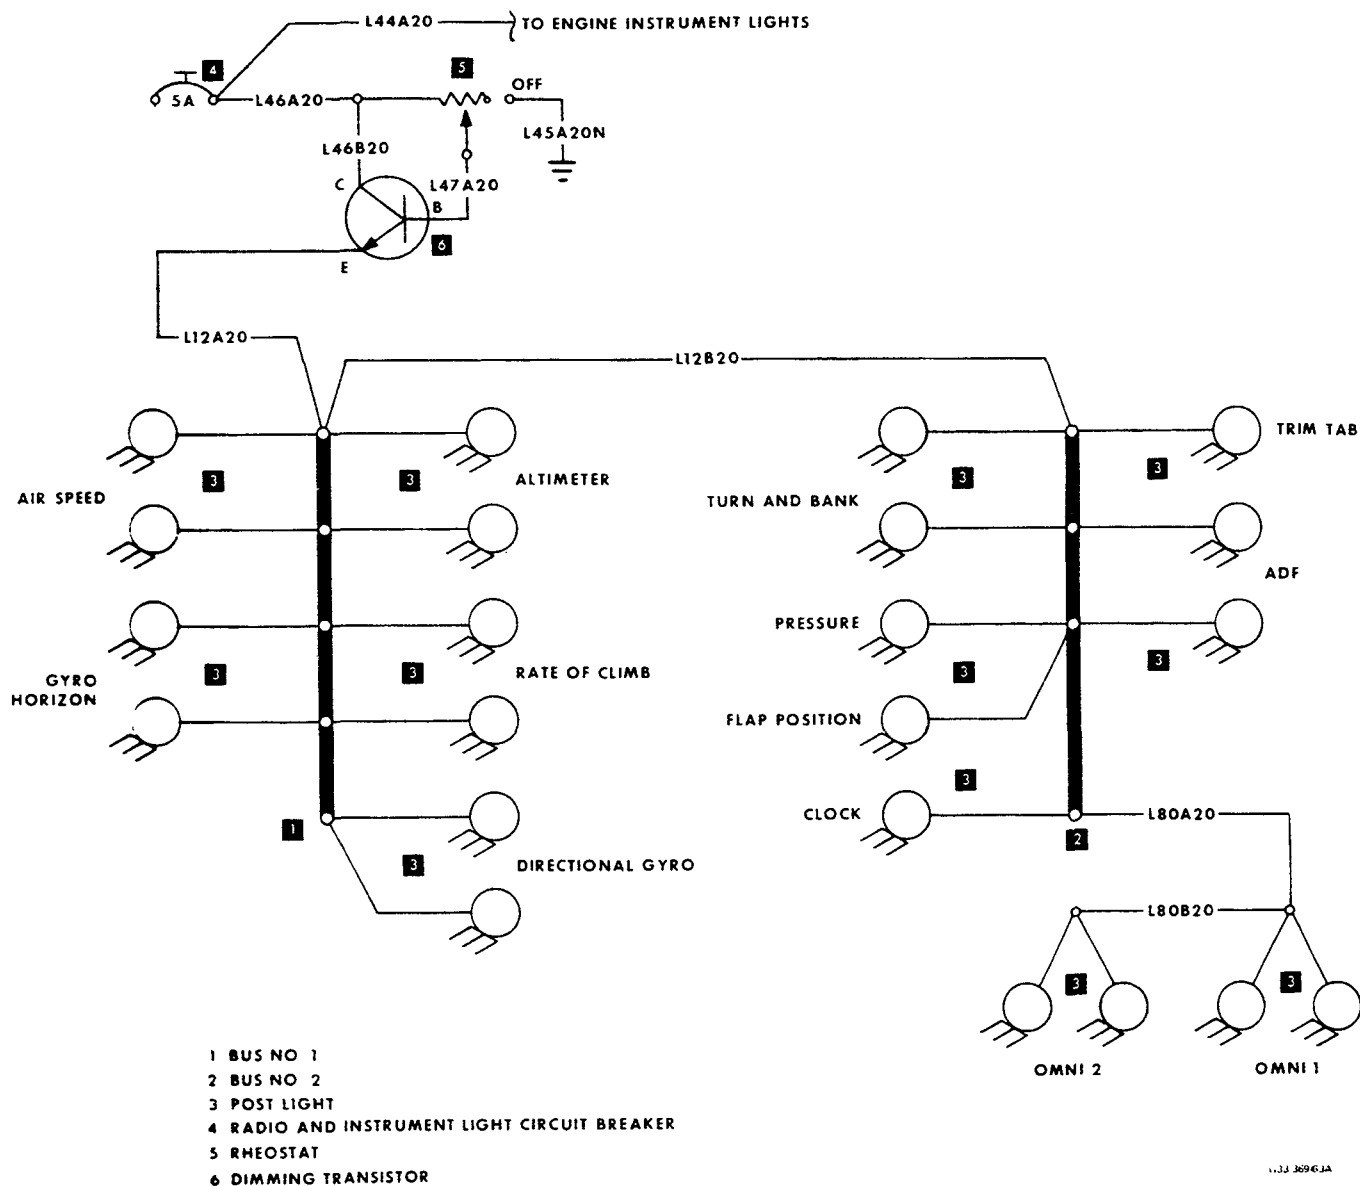 L44A20
TO ENGINE INSTRUMENT LIGHTS
4
5
5A
L46A20
OFF
L45A20N
L46B20
C
L47A20
B
6
E
L12A20
L12B20
TRIM TAB
3
3
3
3
AIR SPEED
ALTIMETER
TURN AND BANK
ADF
PRESSURE
3
3
3
3
GYRO
HORIZON
RATE OF CLIMB
FLAP POSITION
3
CLOCK
L80A20
1
2
3
DIRECTIONAL GYRO
L80B20
3
3
OMNI 2
OMNI 1
1 BUS NO 1
2 BUS NO 2
3 POST LIGHT
4 RADIO AND INSTRUMENT LIGHT CIRCUIT BREAKER
5 RHEOSTAT
6 DIMMING TRANSISTOR